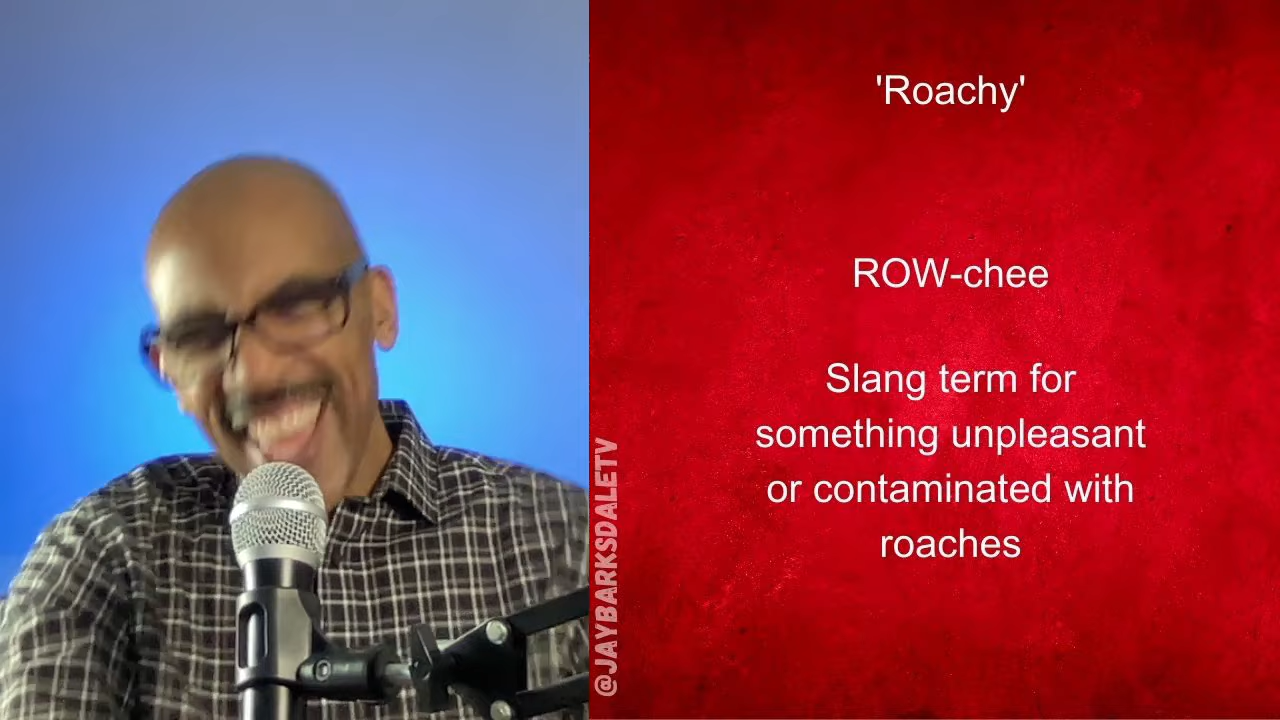 'Roachy'
ROW-chee
Slang term for
something unpleasant
or contaminated with
roaches
@JAYBARKSDALETV